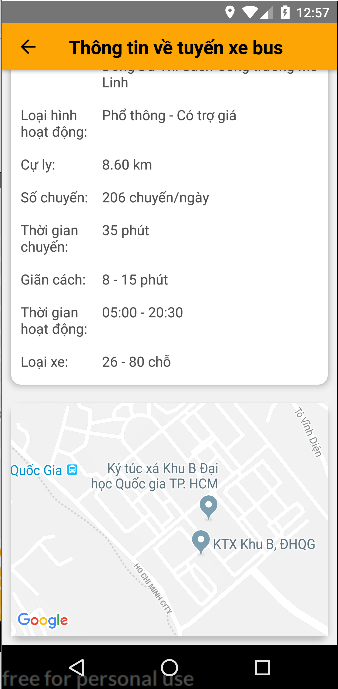 12:57
Thông tin về tuyến xe bus
Linh
Loại hình
hoạt động:
Phổ thông - Có trợ giá
Cự ly:
8.60 km
Số chuyến:
206 chuyến/ngày
Thời gian
chuyến:
35 phút
Giãn cách:
8 - 15 phút
Thời gian
hoạt động:
05:00 - 20:30
Loại xe:
26 - 80 chỗ
Tô Vĩnh Diện
Quốc Gia
Ký túc xá Khu B Đại
học Quốc gia TP. HCM
KTX Khu B, ĐHQG
HO CHI MINH CITY
Google
free for personal use